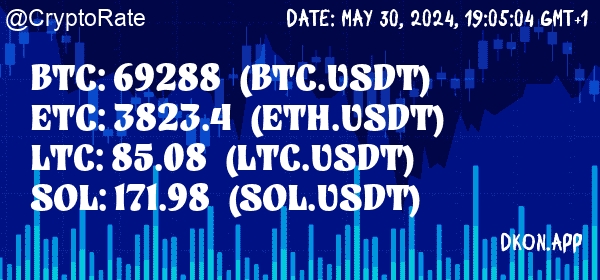 @CryptoRate
DATE: MAY 30, 2024, 19:05:04 GMT+1
BTC: 69288 (BTC.USDT)
ETC: 3823.4 (ETH.USDT)
LTC: 85.08 (LTC.USDT)
SOL: 171.98 (SOL.USDT)
DKON.APP